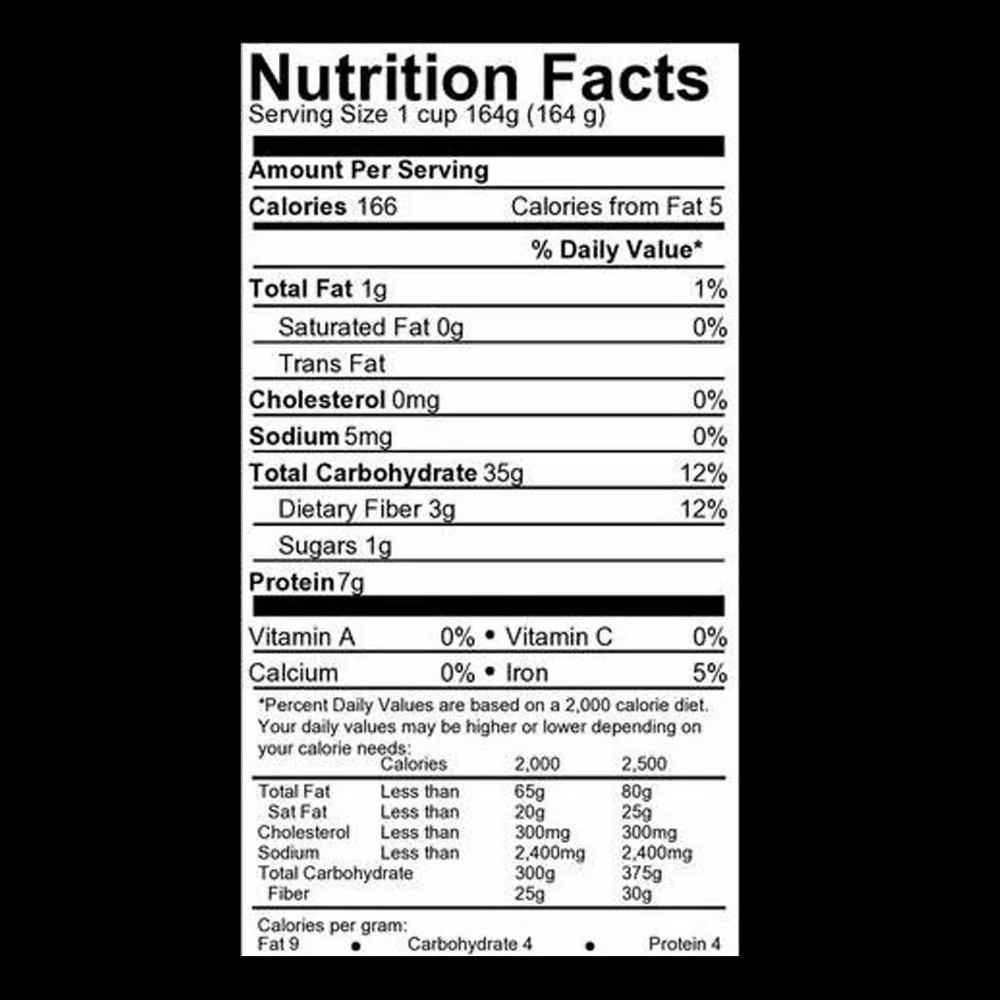 Nutrition Facts
Serving Size 1 cup 164g (164 g)
Amount Per Serving
Calories 166 Calories from Fat 5
% Daily Value*
Total Fat 1g 1%
Saturated Fat 0g 0%
Trans Fat
Cholesterol 0mg 0%
Sodium 5mg 0%
Total Carbohydrate 35g 12%
Dietary Fiber 3g 12%
Sugars 1g
Protein 7g
Vitamin A 0% • Vitamin C 0%
Calcium 0% • Iron 5%
*Percent Daily Values are based on a 2,000 calorie diet.
Your daily values may be higher or lower depending on
your calorie needs:
Calories 2,000 2,500
Total Fat Less than 65g 80g
Sat Fat Less than 20g 25g
Cholesterol Less than 300mg 300mg
Sodium Less than 2,400mg 2,400mg
Total Carbohydrate 300g 375g
Fiber 25g 30g
Calories per gram:
Fat 9 • Carbohydrate 4 • Protein 4